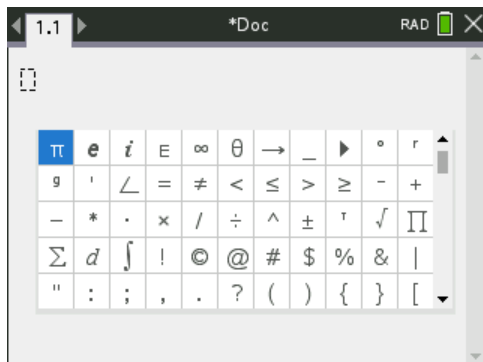 1.1 *Doc RAD
π e i E ∞ θ → _ ▶ ° ʳ
ᵍ ' ∠ = ≠ < ≤ > ≥ ⁻ +
− * · × / ÷ ^ ± ᵀ √ ∏
∑ d ∫ ! © @ # $ % & |
" : ; , . ? ( ) { } [